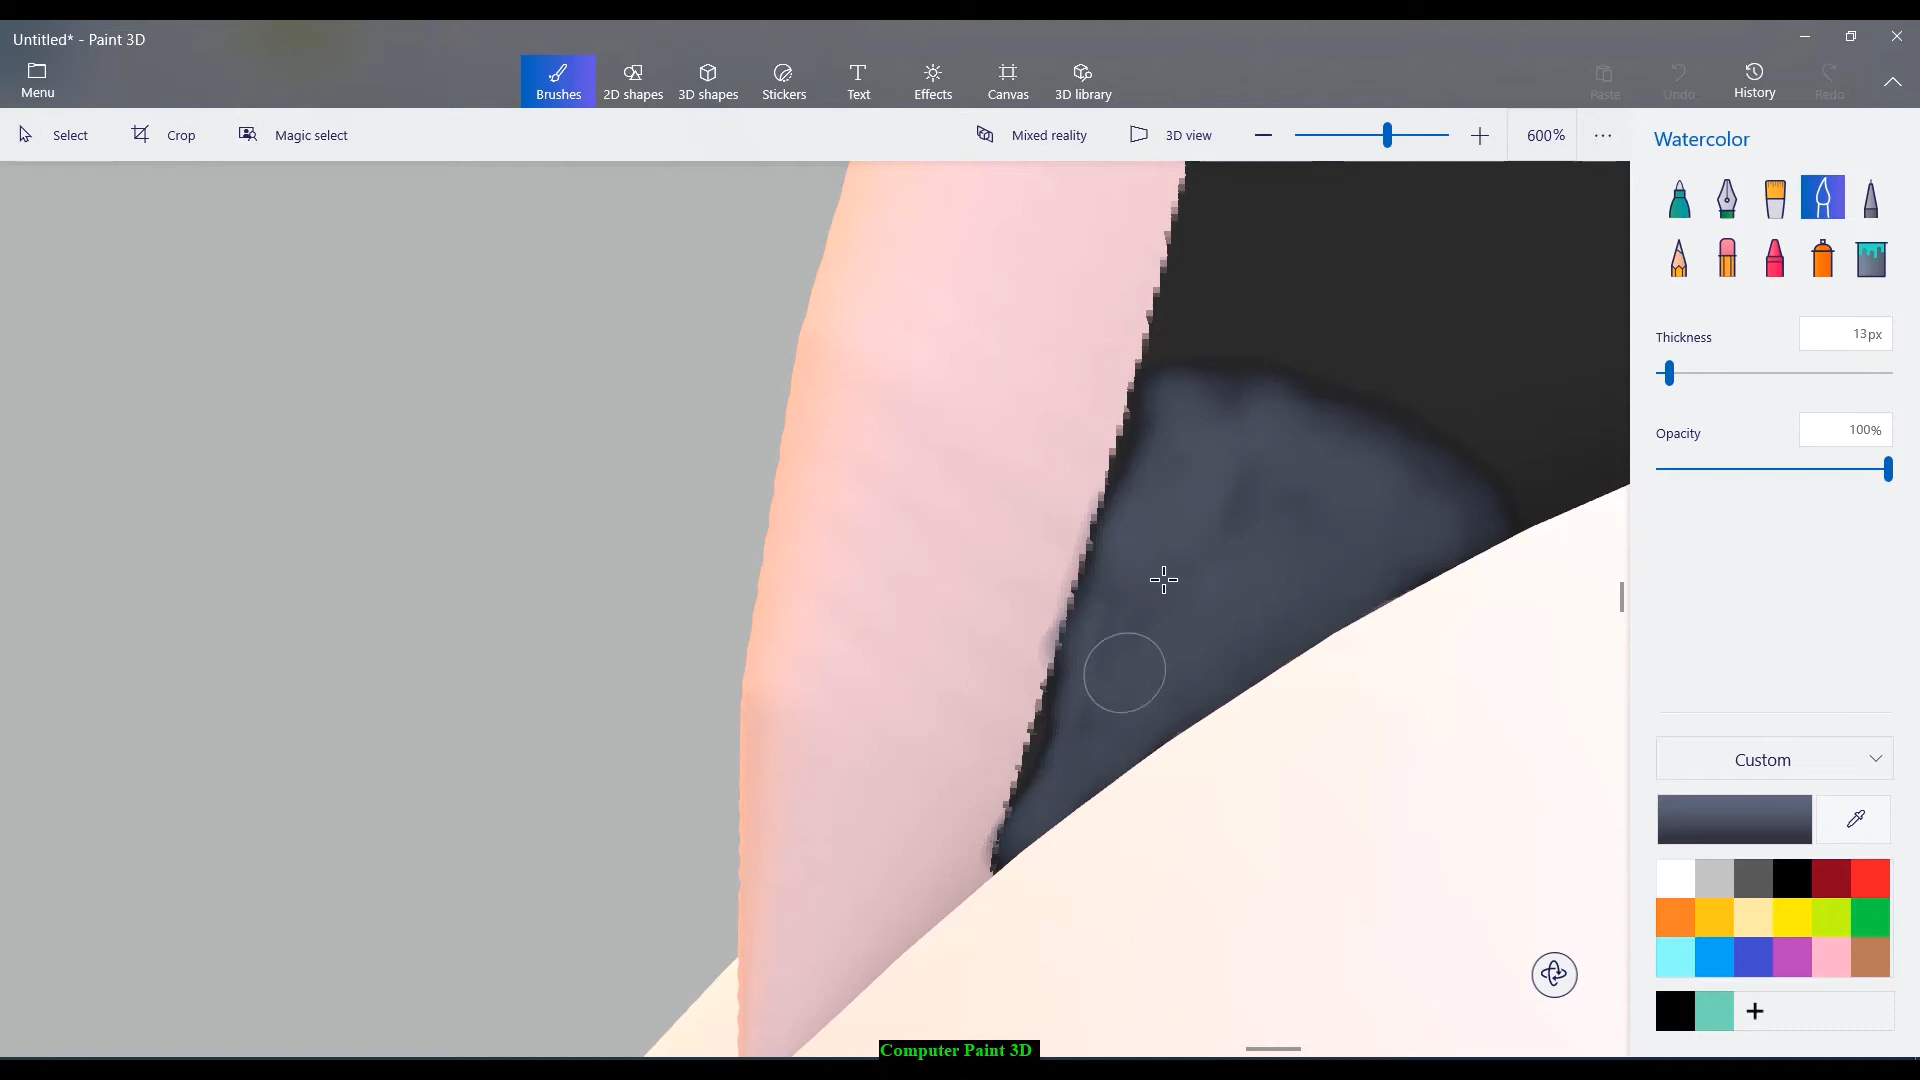 Untitled* - Paint 3D
Menu
Brushes
2D shapes
3D shapes
Stickers
Text
Effects
Canvas
3D library
Paste
Undo
History
Redo
Select
Crop
Magic select
Mixed reality
3D view
600%
Watercolor
Thickness
13px
Opacity
100%
Custom
Computer Paint 3D